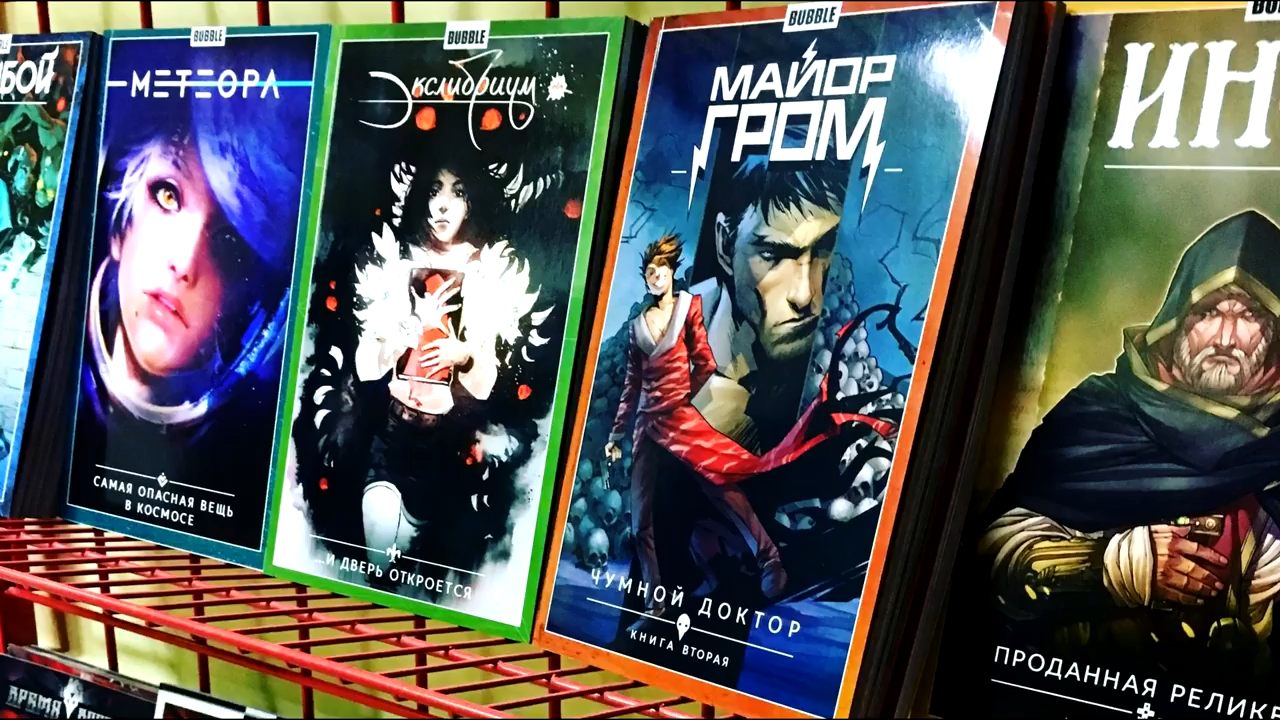 БОЙ
BUBBLE
МЕТЕОРА
САМАЯ ОПАСНАЯ ВЕЩЬ
В КОСМОСЕ
BUBBLE
Экслибриум
...И ДВЕРЬ ОТКРОЕТСЯ
BUBBLE
МАЙОР
ГРОМ
ЧУМНОЙ ДОКТОР
КНИГА ВТОРАЯ
ИН
ПРОДАННАЯ РЕЛИК
ВРЕМЯ